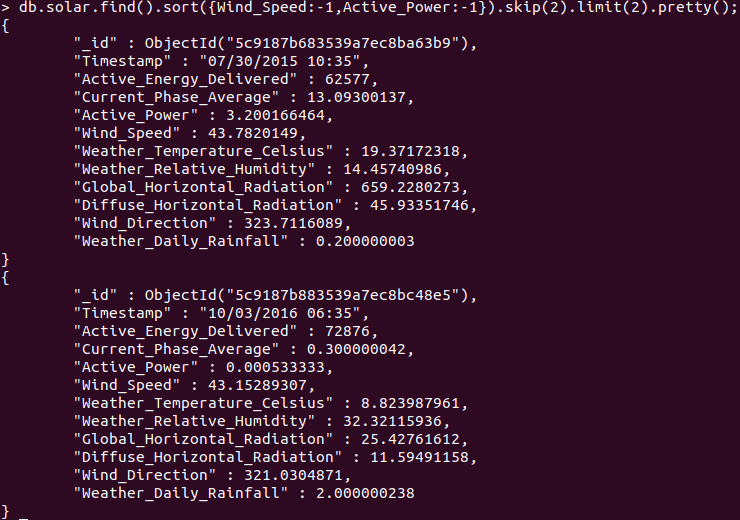 > db.solar.find().sort({Wind_Speed:-1,Active_Power:-1}).skip(2).limit(2).pretty();
{
"_id" : ObjectId("5c9187b683539a7ec8ba63b9"),
"Timestamp" : "07/30/2015 10:35",
"Active_Energy_Delivered" : 62577,
"Current_Phase_Average" : 13.09300137,
"Active_Power" : 3.200166464,
"Wind_Speed" : 43.7820149,
"Weather_Temperature_Celsius" : 19.37172318,
"Weather_Relative_Humidity" : 14.45740986,
"Global_Horizontal_Radiation" : 659.2280273,
"Diffuse_Horizontal_Radiation" : 45.93351746,
"Wind_Direction" : 323.7116089,
"Weather_Daily_Rainfall" : 0.200000003
}
{
"_id" : ObjectId("5c9187b883539a7ec8bc48e5"),
"Timestamp" : "10/03/2016 06:35",
"Active_Energy_Delivered" : 72876,
"Current_Phase_Average" : 0.300000042,
"Active_Power" : 0.000533333,
"Wind_Speed" : 43.15289307,
"Weather_Temperature_Celsius" : 8.823987961,
"Weather_Relative_Humidity" : 32.32115936,
"Global_Horizontal_Radiation" : 25.42761612,
"Diffuse_Horizontal_Radiation" : 11.59491158,
"Wind_Direction" : 321.0304871,
"Weather_Daily_Rainfall" : 2.000000238
}